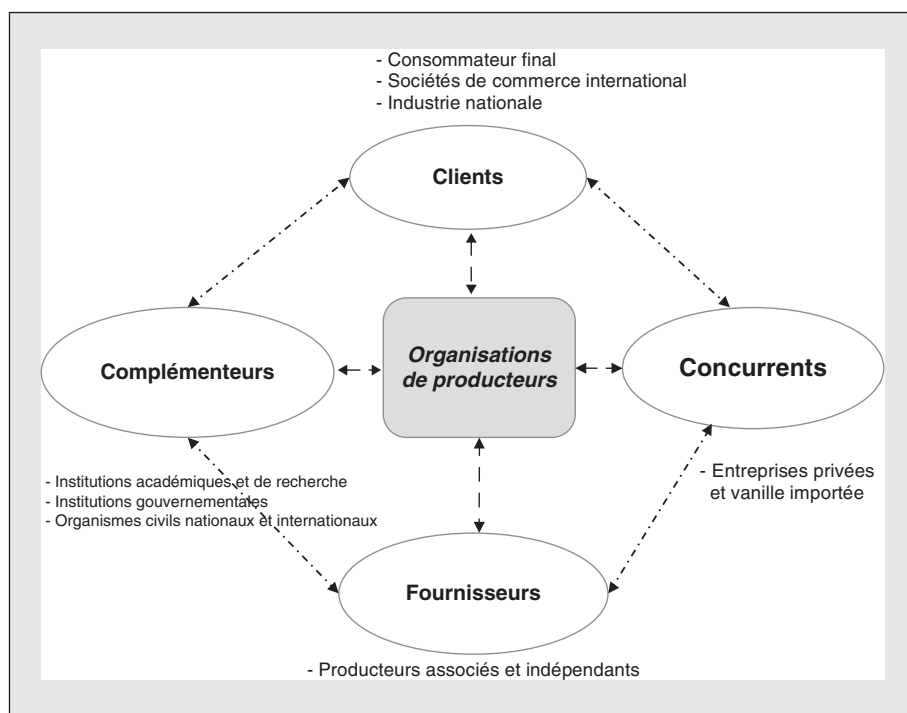 - Consommateur final
- Sociétés de commerce international
- Industrie nationale
Clients
Complémenteurs
Organisations
de producteurs
Concurrents
- Institutions académiques et de recherche
- Institutions gouvernementales
- Organismes civils nationaux et internationaux
- Entreprises privées
et vanille importée
Fournisseurs
- Producteurs associés et indépendants